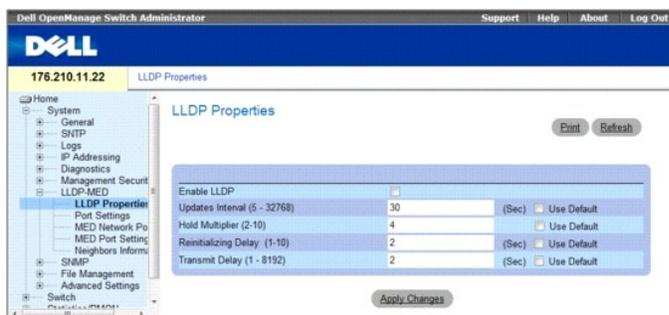 Dell OpenManage Switch Administrator
Support Help About Log Out
DELL
176.210.11.22
LLDP Properties
Home
System
General
SNTP
Logs
IP Addressing
Diagnostics
Management Securit
LLDP-MED
LLDP Propertie
Port Settings
MED Network Po
MED Port Setting
Neighbors Informa
SNMP
File Management
Advanced Settings
Switch
Statistics/RMON
LLDP Properties
Print Refresh
Enable LLDP
Updates Interval (5 - 32768) 30 (Sec) Use Default
Hold Multiplier (2-10) 4 Use Default
Reinitializing Delay (1-10) 2 (Sec) Use Default
Transmit Delay (1 - 8192) 2 (Sec) Use Default
Apply Changes